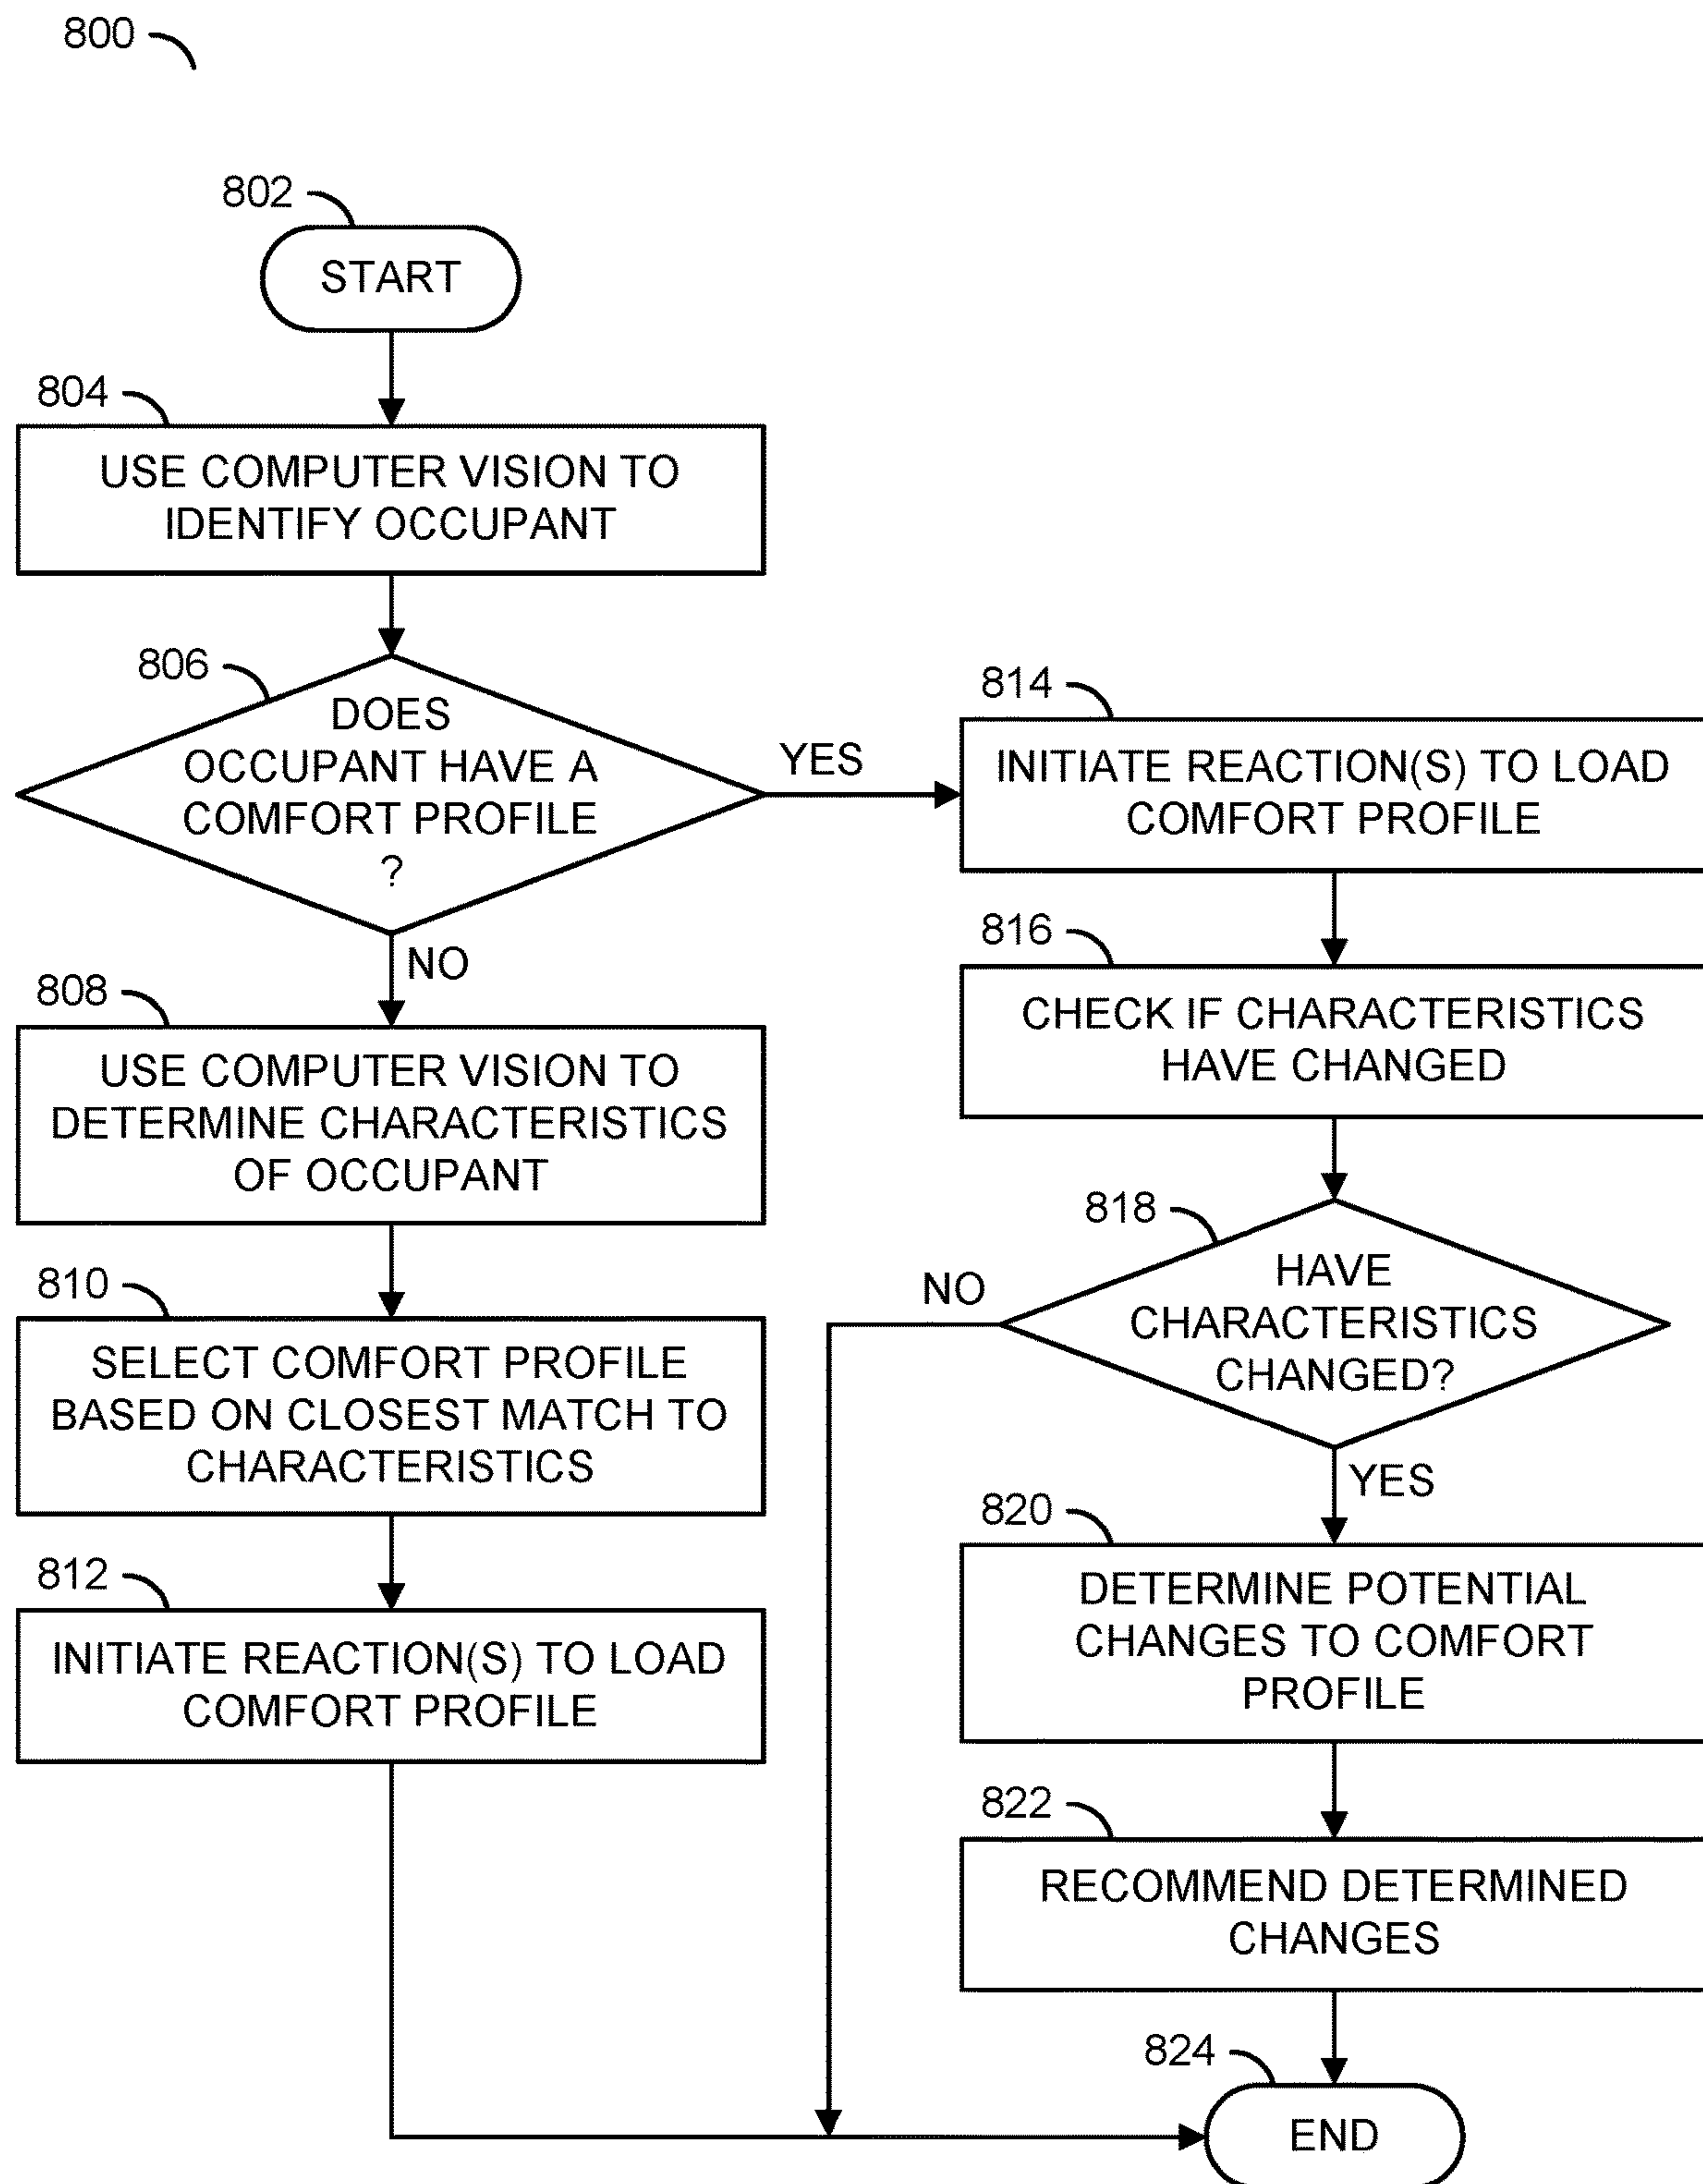 800
802
START
804
USE COMPUTER VISION TO
IDENTIFY OCCUPANT
806
DOES
OCCUPANT HAVE A
COMFORT PROFILE
?
YES
NO
808
USE COMPUTER VISION TO
DETERMINE CHARACTERISTICS
OF OCCUPANT
810
SELECT COMFORT PROFILE
BASED ON CLOSEST MATCH TO
CHARACTERISTICS
812
INITIATE REACTION(S) TO LOAD
COMFORT PROFILE
814
INITIATE REACTION(S) TO LOAD
COMFORT PROFILE
816
CHECK IF CHARACTERISTICS
HAVE CHANGED
818
HAVE
CHARACTERISTICS
CHANGED?
NO
YES
820
DETERMINE POTENTIAL
CHANGES TO COMFORT
PROFILE
822
RECOMMEND DETERMINED
CHANGES
824
END